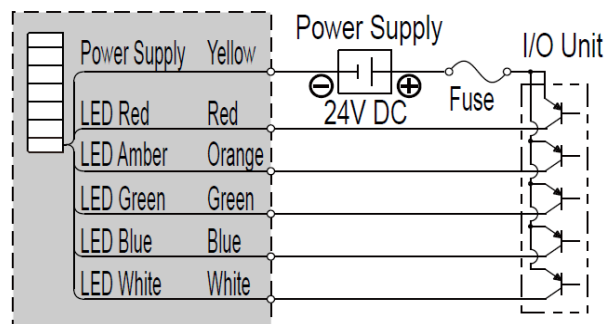 Power Supply
I/O Unit
Power Supply Yellow
24V DC
Fuse
LED Red Red
LED Amber Orange
LED Green Green
LED Blue Blue
LED White White